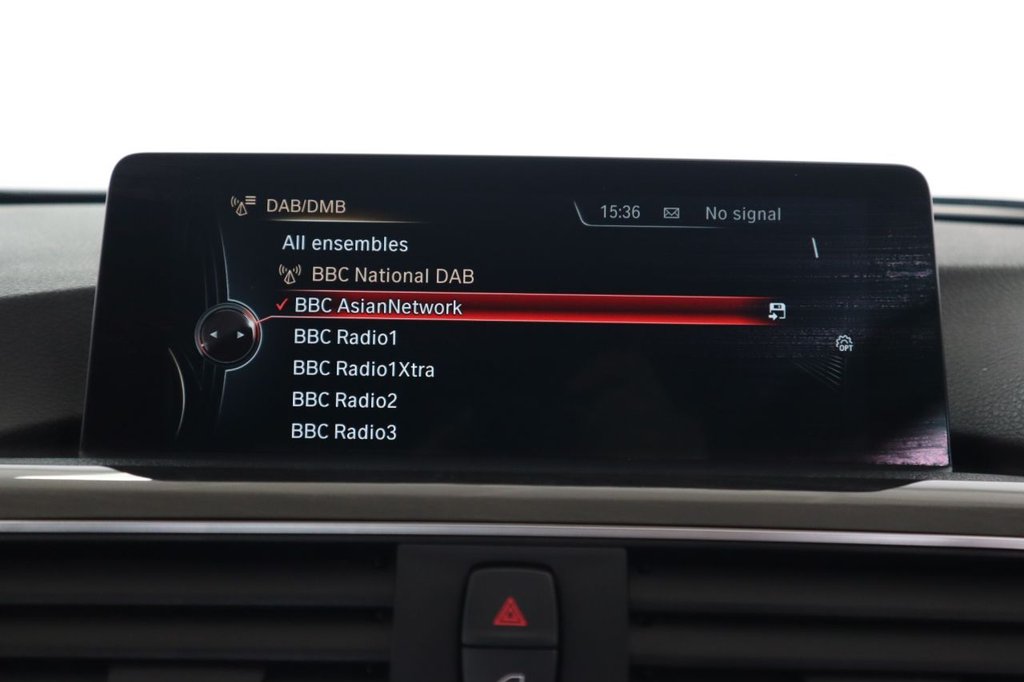 DAB/DMB
15:36 No signal
All ensembles
BBC National DAB
BBC AsianNetwork
BBC Radio1
OPT
BBC Radio1Xtra
BBC Radio2
BBC Radio3